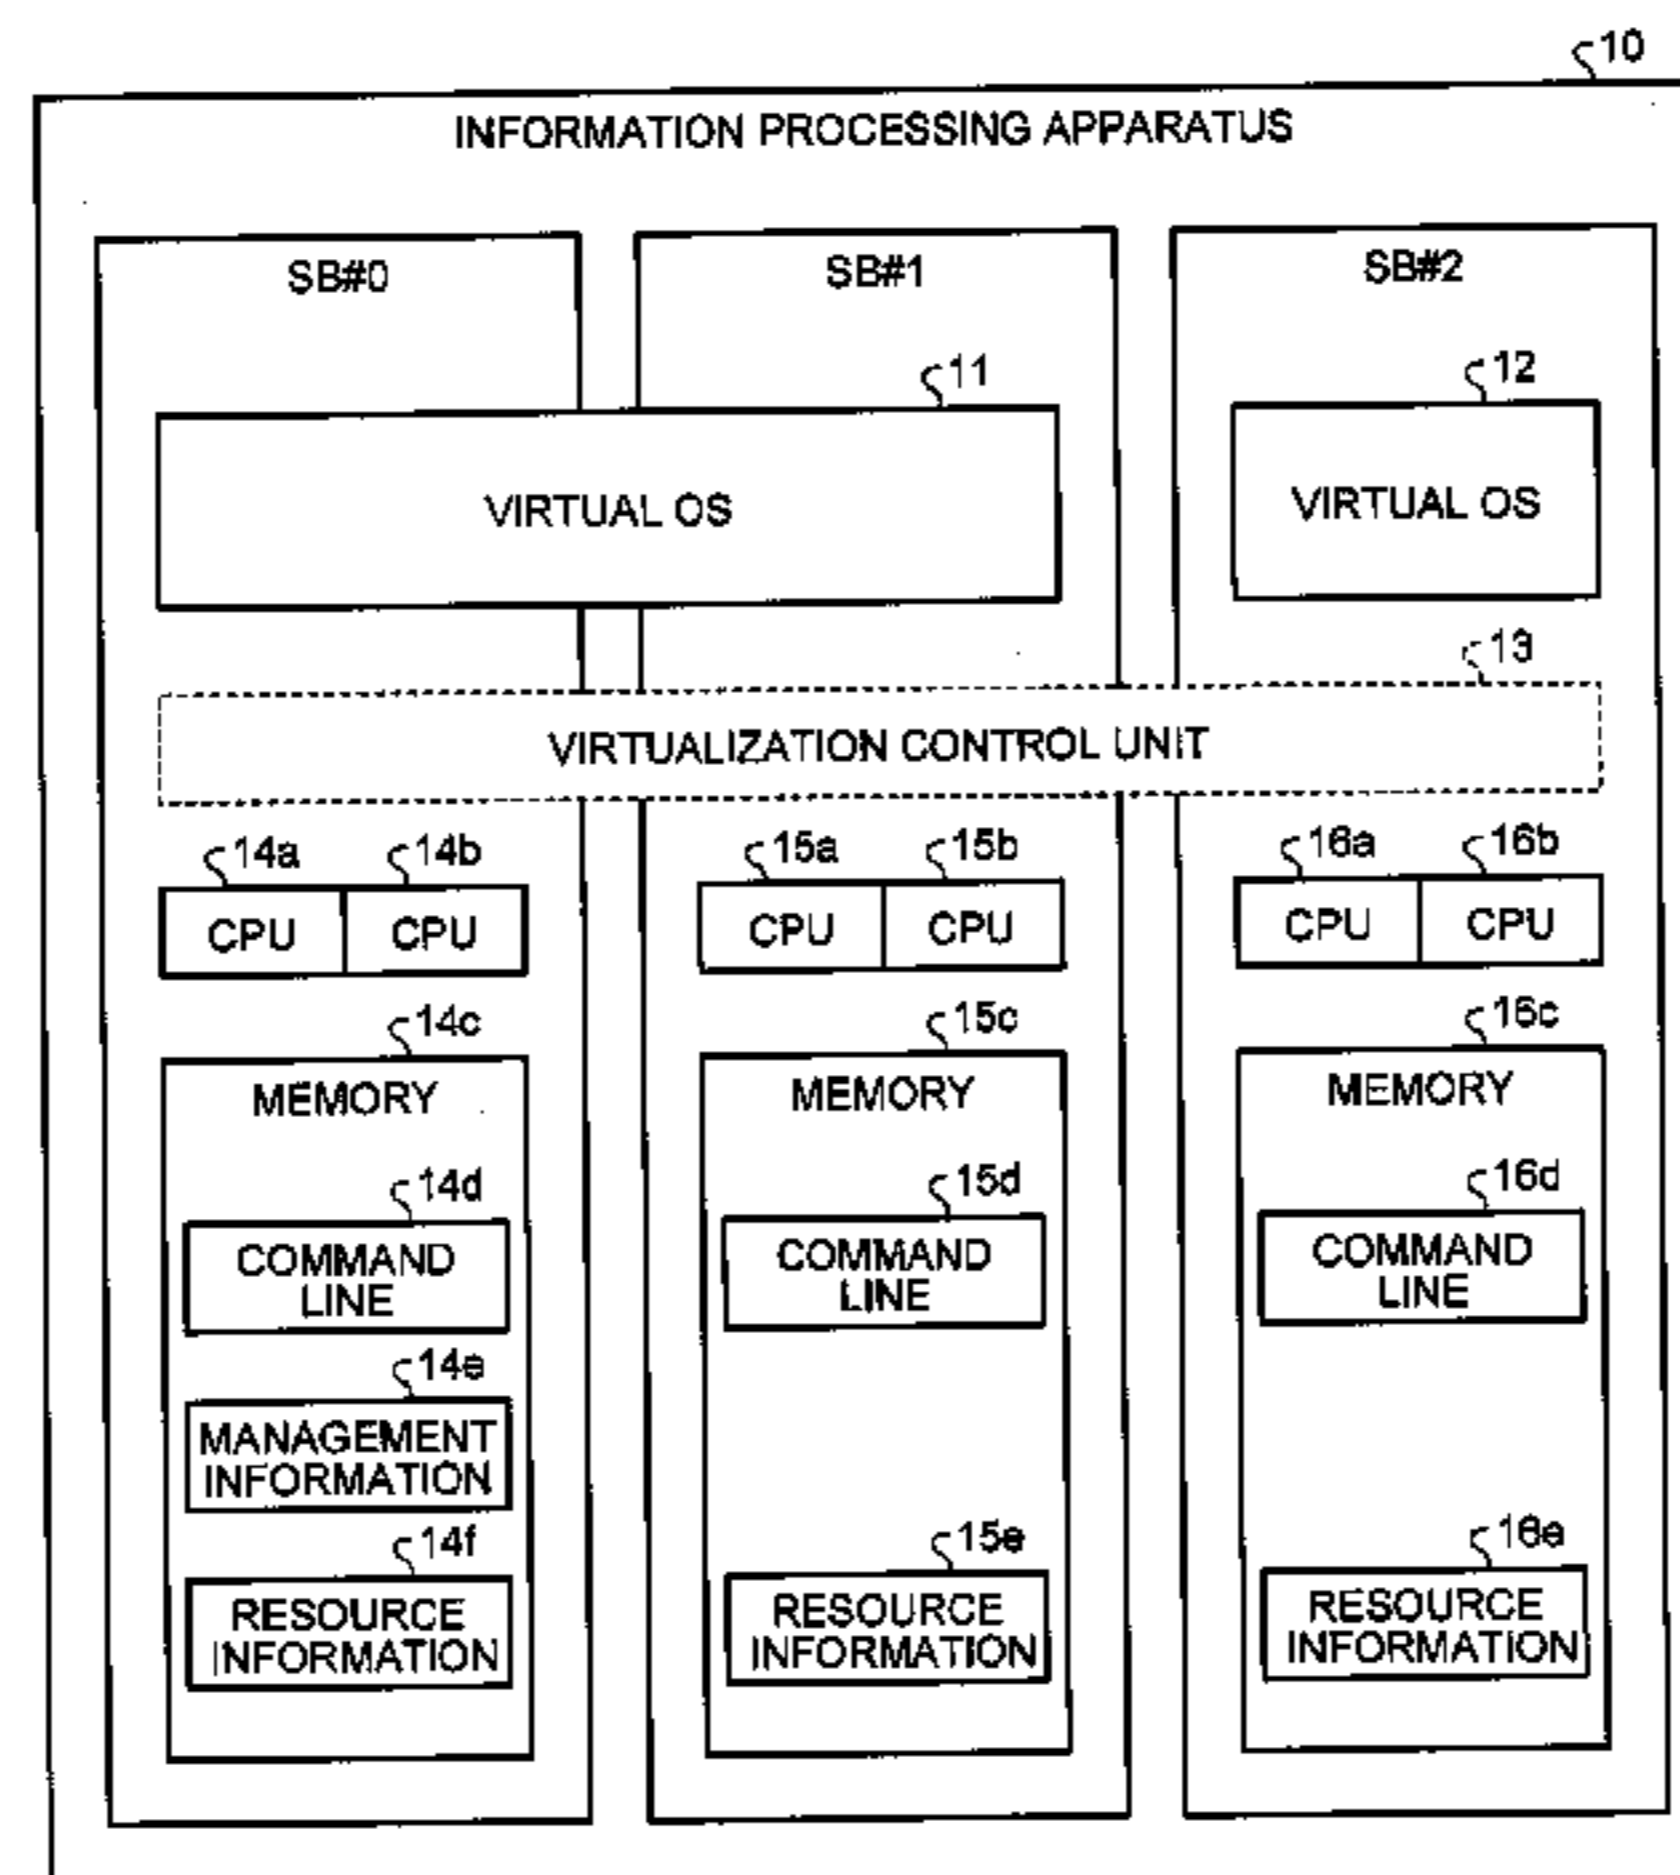 10
INFORMATION PROCESSING APPARATUS
SB#0
SB#1
SB#2
11
12
VIRTUAL OS
VIRTUAL OS
13
VIRTUALIZATION CONTROL UNIT
14a
14b
15a
15b
16a
16b
CPU
CPU
CPU
CPU
CPU
CPU
14c
15c
16c
MEMORY
MEMORY
MEMORY
14d
15d
16d
COMMAND
LINE
COMMAND
LINE
COMMAND
LINE
14e
MANAGEMENT
INFORMATION
14f
15e
16e
RESOURCE
INFORMATION
RESOURCE
INFORMATION
RESOURCE
INFORMATION